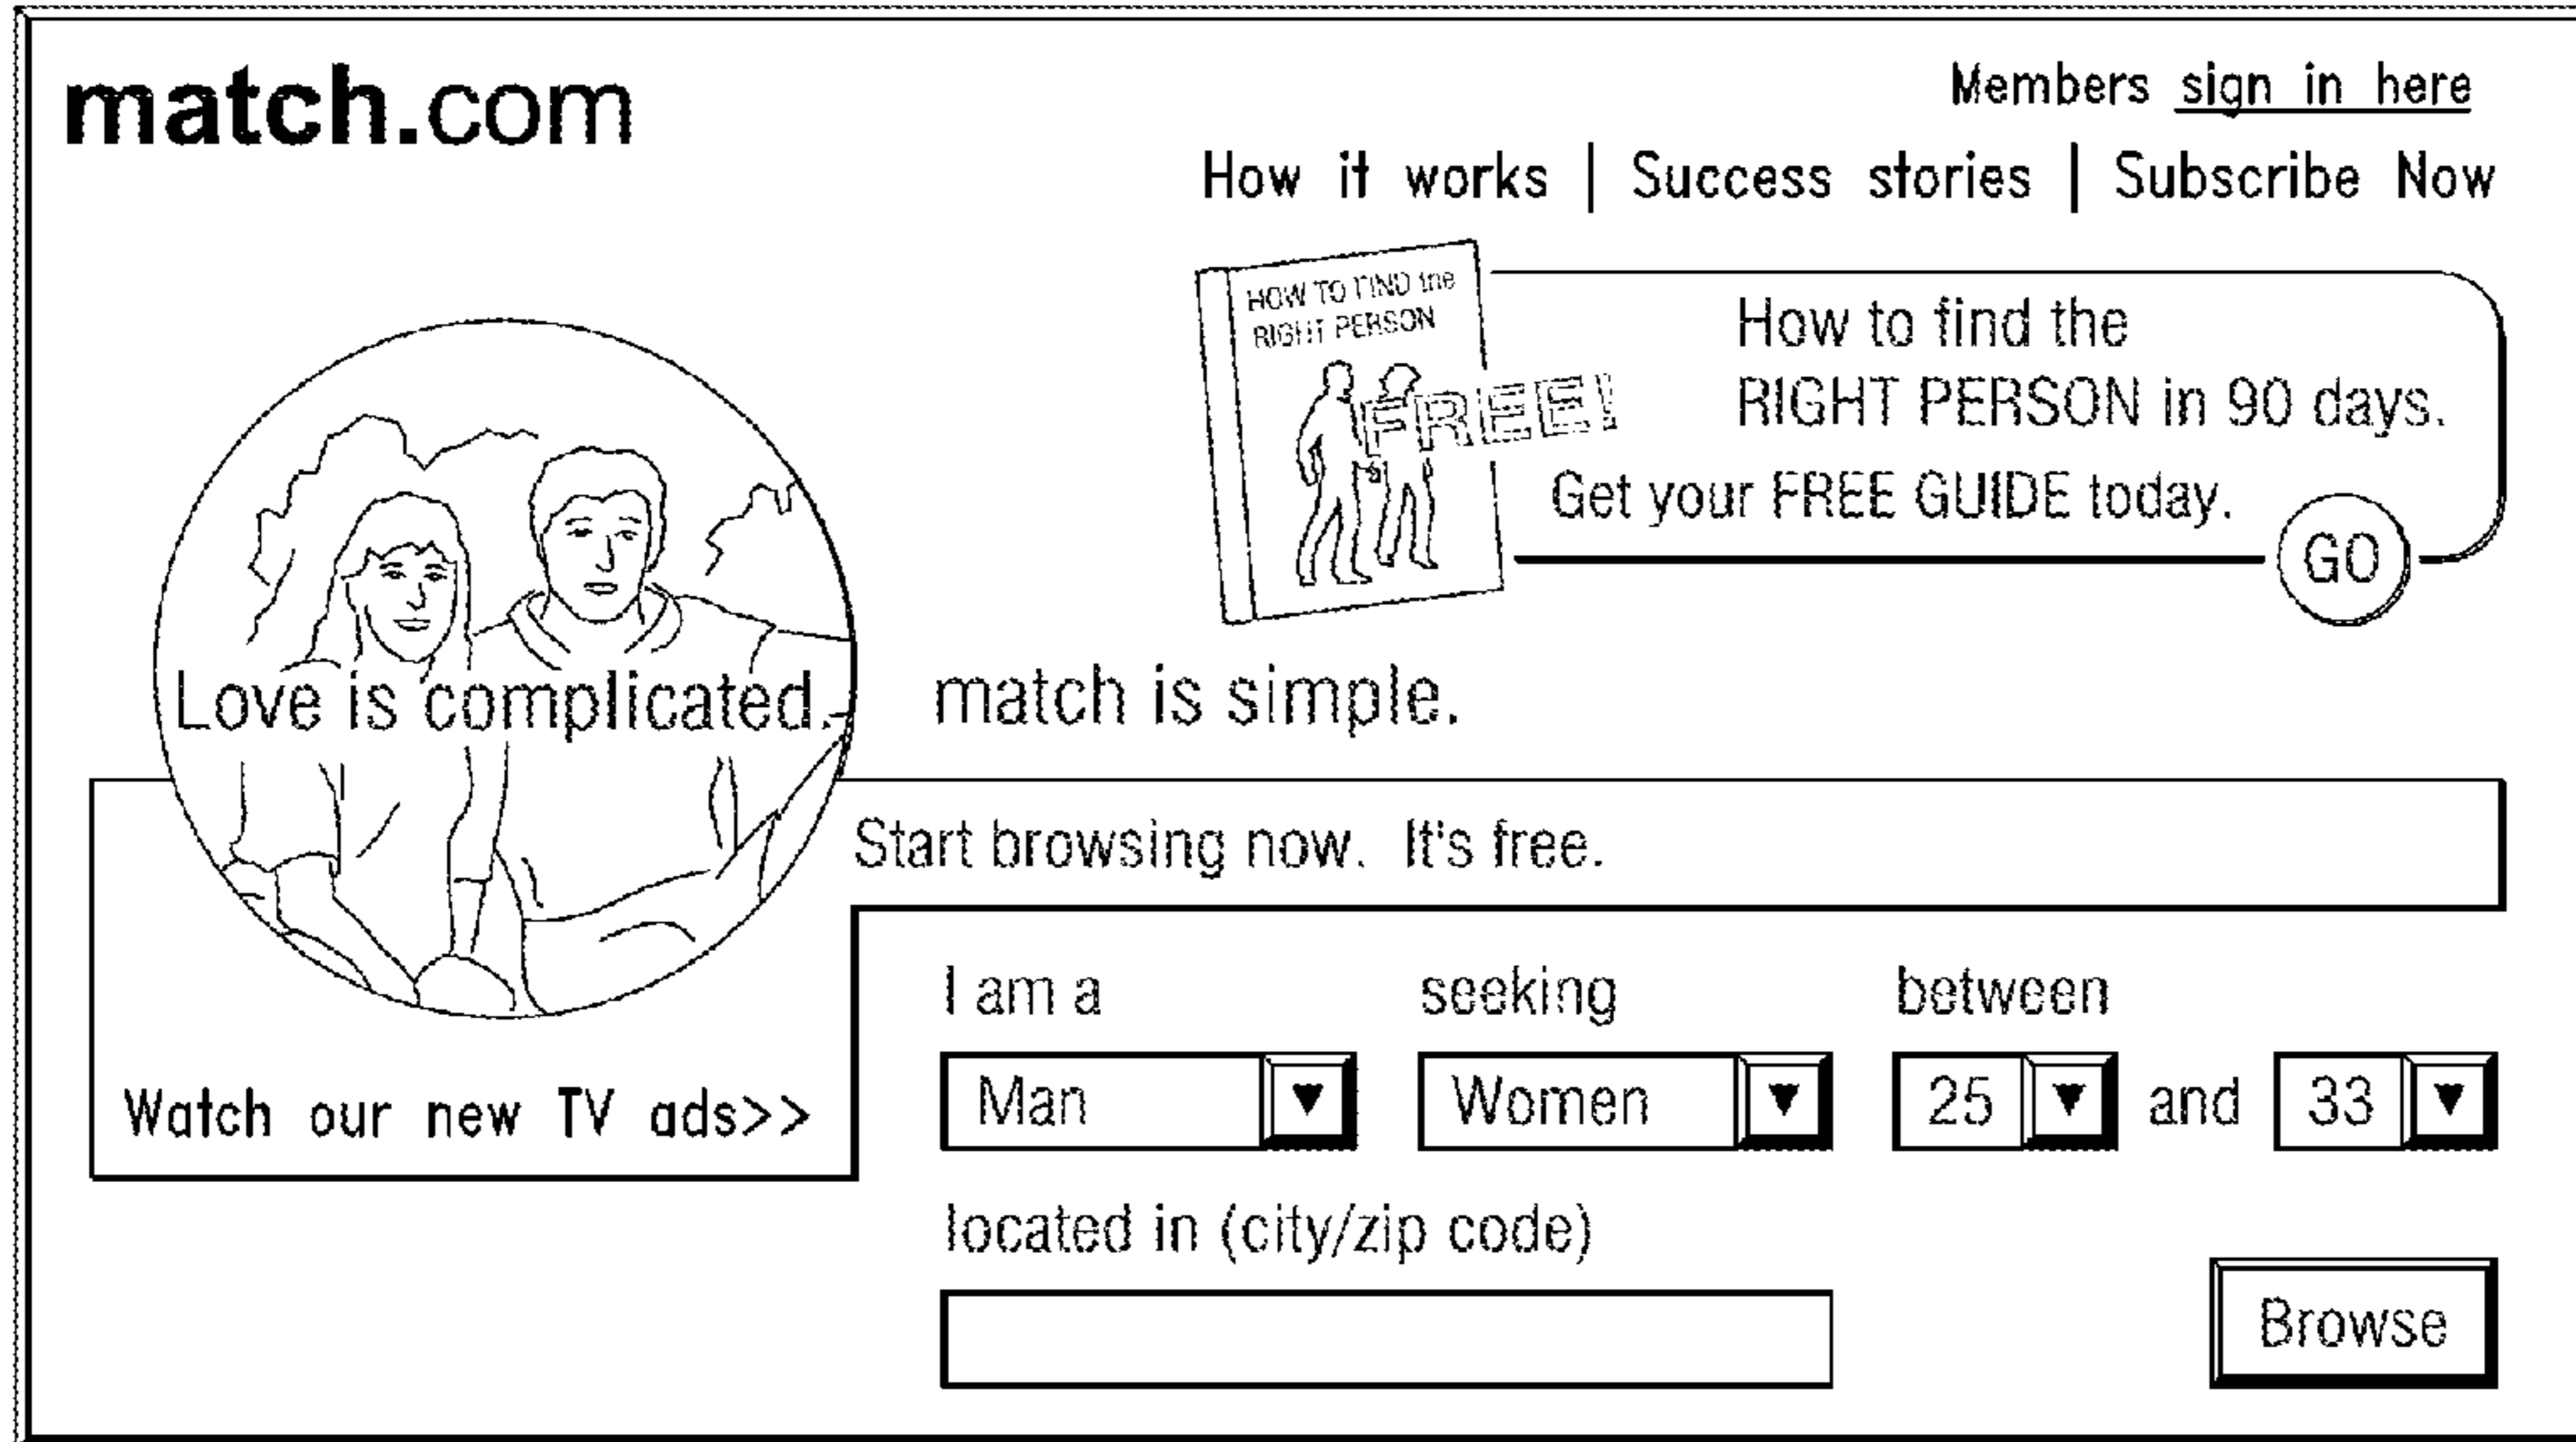 match.com
Members sign in here
How it works | Success stories | Subscribe Now
HOW TO FIND the
RIGHT PERSON
FREE!
How to find the
RIGHT PERSON in 90 days.
Get your FREE GUIDE today.
GO
Love is complicated. match is simple.
Start browsing now. It's free.
Watch our new TV ads>>
I am a seeking between
Man Women 25 and 33
located in (city/zip code)
Browse